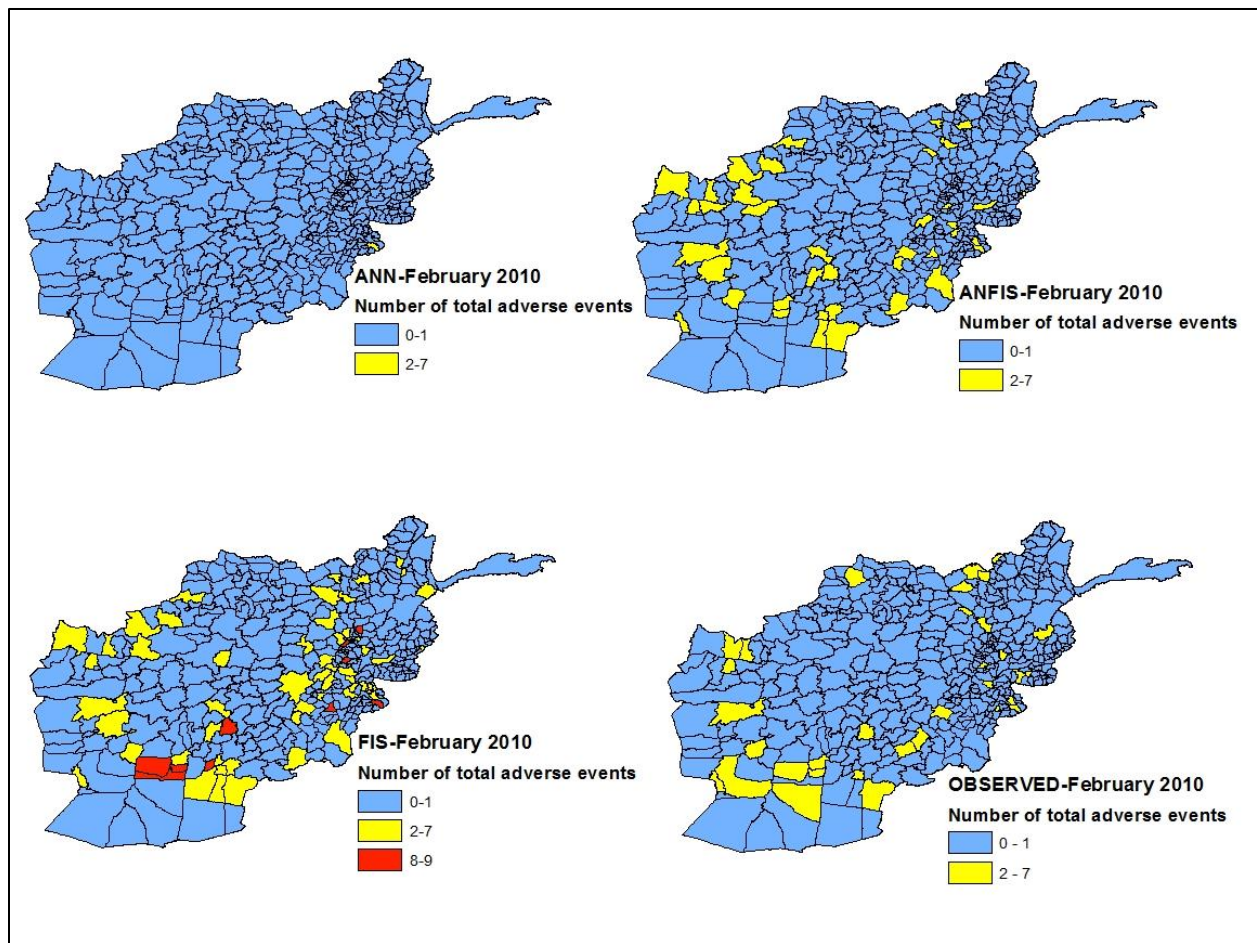 ANN-February 2010
Number of total adverse events
0-1
2-7
ANFIS-February 2010
Number of total adverse events
0-1
2-7
FIS-February 2010
Number of total adverse events
0-1
2-7
8-9
OBSERVED-February 2010
Number of total adverse events
0 - 1
2 - 7